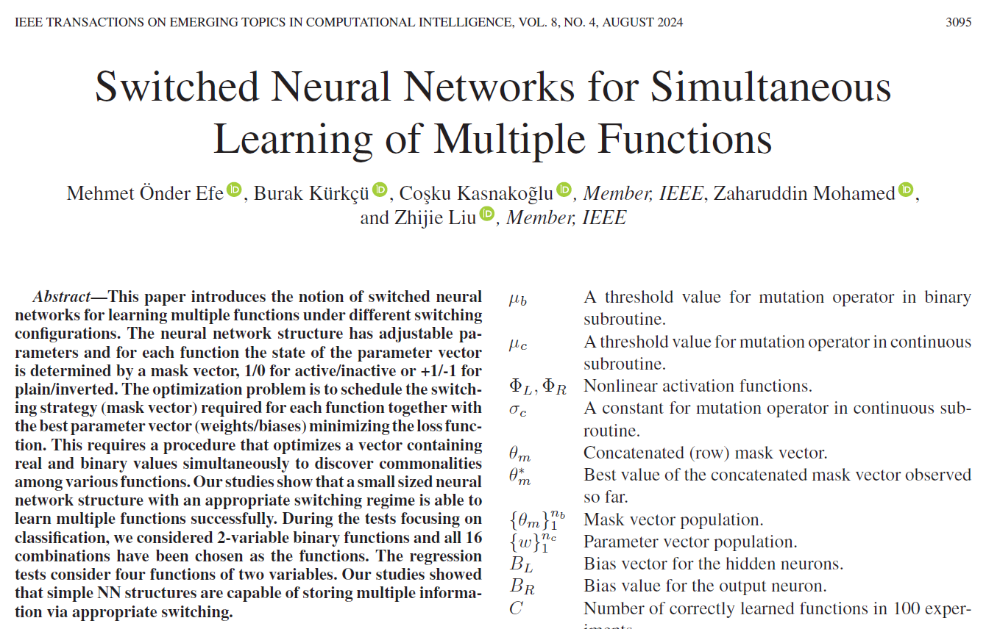 IEEE TRANSACTIONS ON EMERGING TOPICS IN COMPUTATIONAL INTELLIGENCE, VOL. 8, NO. 4, AUGUST 2024 3095
Switched Neural Networks for Simultaneous
Learning of Multiple Functions
Mehmet Önder Efe, Burak Kürkçü, Coşku Kasnakoğlu, Member, IEEE, Zaharuddin Mohamed,
and Zhijie Liu, Member, IEEE
Abstract—This paper introduces the notion of switched neural
networks for learning multiple functions under different switching
configurations. The neural network structure has adjustable pa-
rameters and for each function the state of the parameter vector
is determined by a mask vector, 1/0 for active/inactive or +1/-1 for
plain/inverted. The optimization problem is to schedule the switch-
ing strategy (mask vector) required for each function together with
the best parameter vector (weights/biases) minimizing the loss func-
tion. This requires a procedure that optimizes a vector containing
real and binary values simultaneously to discover commonalities
among various functions. Our studies show that a small sized neural
network structure with an appropriate switching regime is able to
learn multiple functions successfully. During the tests focusing on
classification, we considered 2-variable binary functions and all 16
combinations have been chosen as the functions. The regression
tests consider four functions of two variables. Our studies showed
that simple NN structures are capable of storing multiple informa-
tion via appropriate switching.
μ_b A threshold value for mutation operator in binary
subroutine.
μ_c A threshold value for mutation operator in continuous
subroutine.
Φ_L, Φ_R Nonlinear activation functions.
σ_c A constant for mutation operator in continuous sub-
routine.
θ_m Concatenated (row) mask vector.
θ_m^* Best value of the concatenated mask vector observed
so far.
{θ_m}_1^{n_b} Mask vector population.
{w}_1^{n_c} Parameter vector population.
B_L Bias vector for the hidden neurons.
B_R Bias value for the output neuron.
C Number of correctly learned functions in 100 exper-
iments